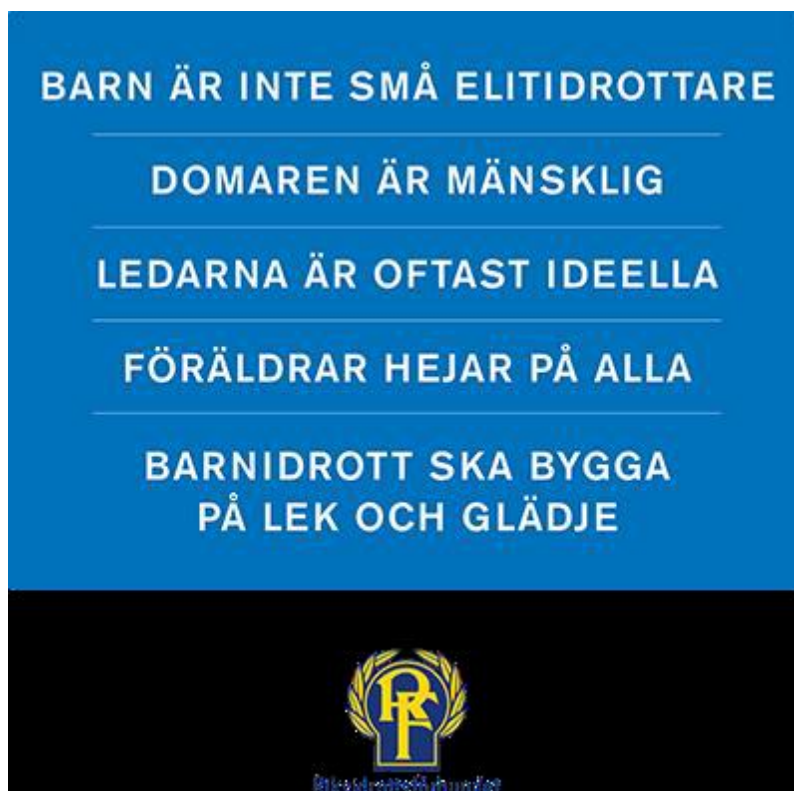 BARN ÄR INTE SMÅ ELITIDROTTARE
DOMAREN ÄR MÄNSKLIG
LEDARNA ÄR OFTAST IDEELLA
FÖRÄLDRAR HEJAR PÅ ALLA
BARNIDROTT SKA BYGGA
PÅ LEK OCH GLÄDJE
RF